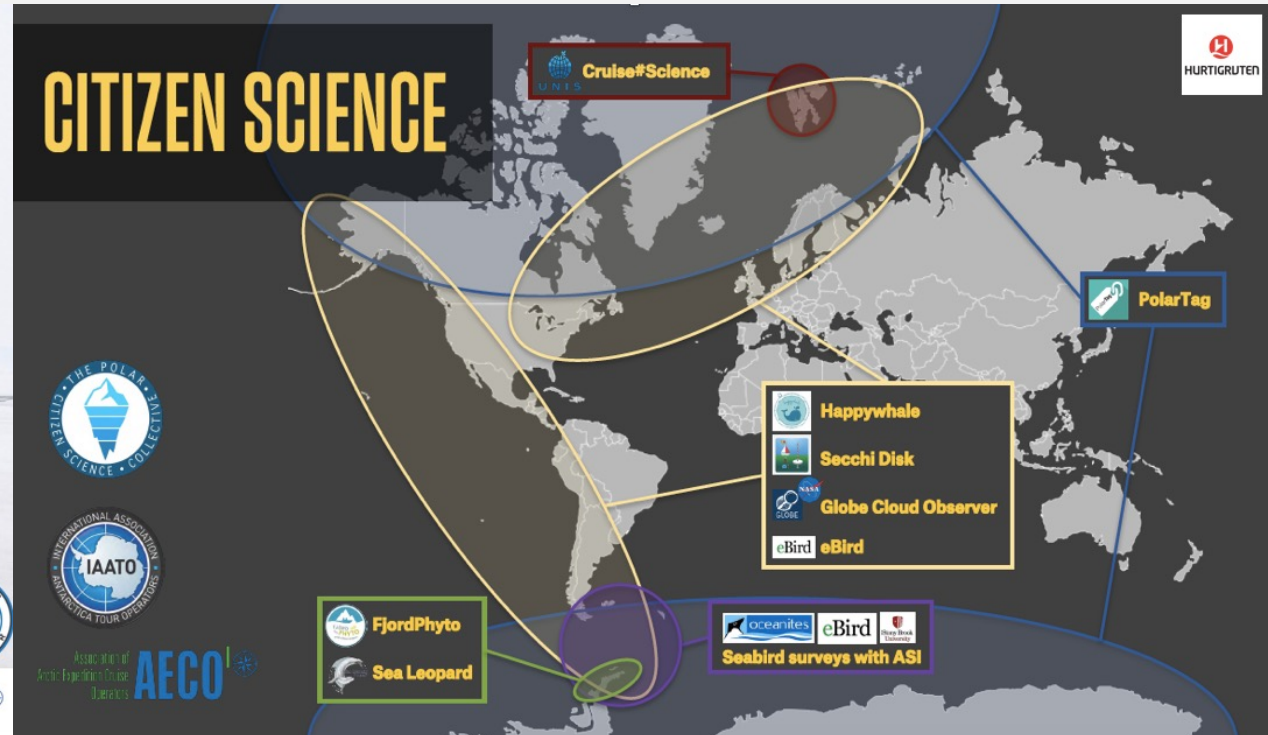 CITIZEN SCIENCE
UNIS
Cruise#Science
HURTIGRUTEN
PolarTag
THE POLAR
CITIZEN SCIENCE • COLLECTIVE
Happywhale
Secchi Disk
NASA
GLOBE
Globe Cloud Observer
eBird
eBird
INTERNATIONAL ASSOCIATION
IAATO
ANTARCTICA TOUR OPERATORS
FjordPhyto
Sea Leopard
oceanites
eBird
Stony Brook
University
Seabird surveys with ASI
Association of
Arctic Expedition Cruise
Operators
AECO